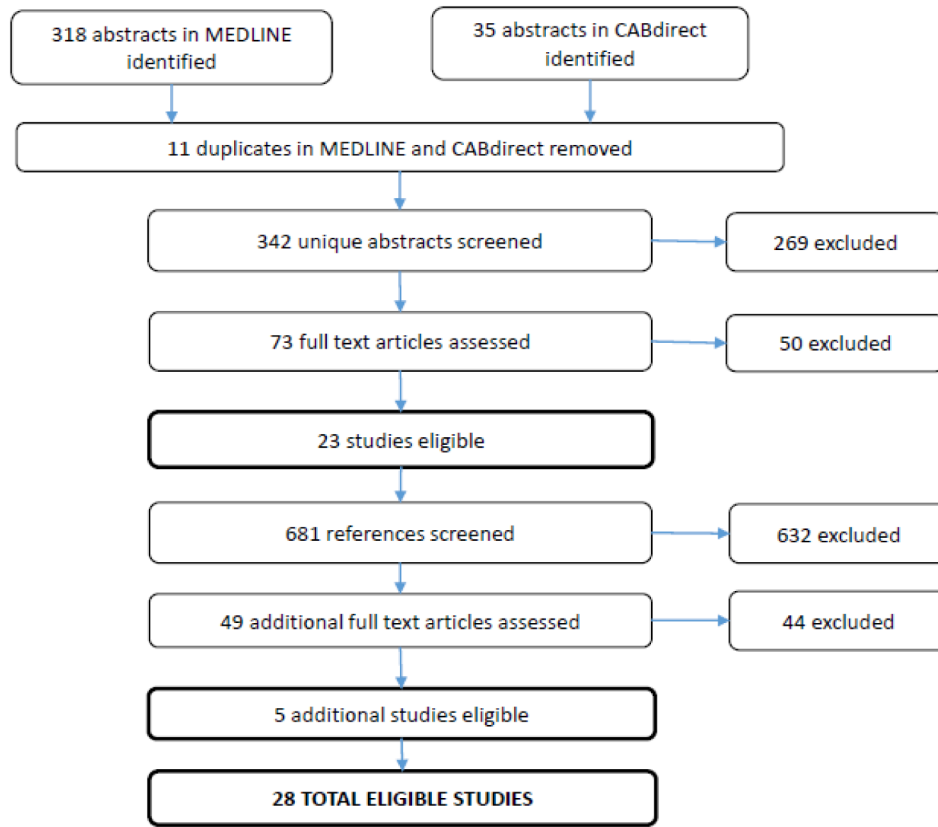 318 abstracts in MEDLINE
identified
35 abstracts in CABdirect
identified
11 duplicates in MEDLINE and CABdirect removed
342 unique abstracts screened
269 excluded
73 full text articles assessed
50 excluded
23 studies eligible
681 references screened
632 excluded
49 additional full text articles assessed
44 excluded
5 additional studies eligible
28 TOTAL ELIGIBLE STUDIES